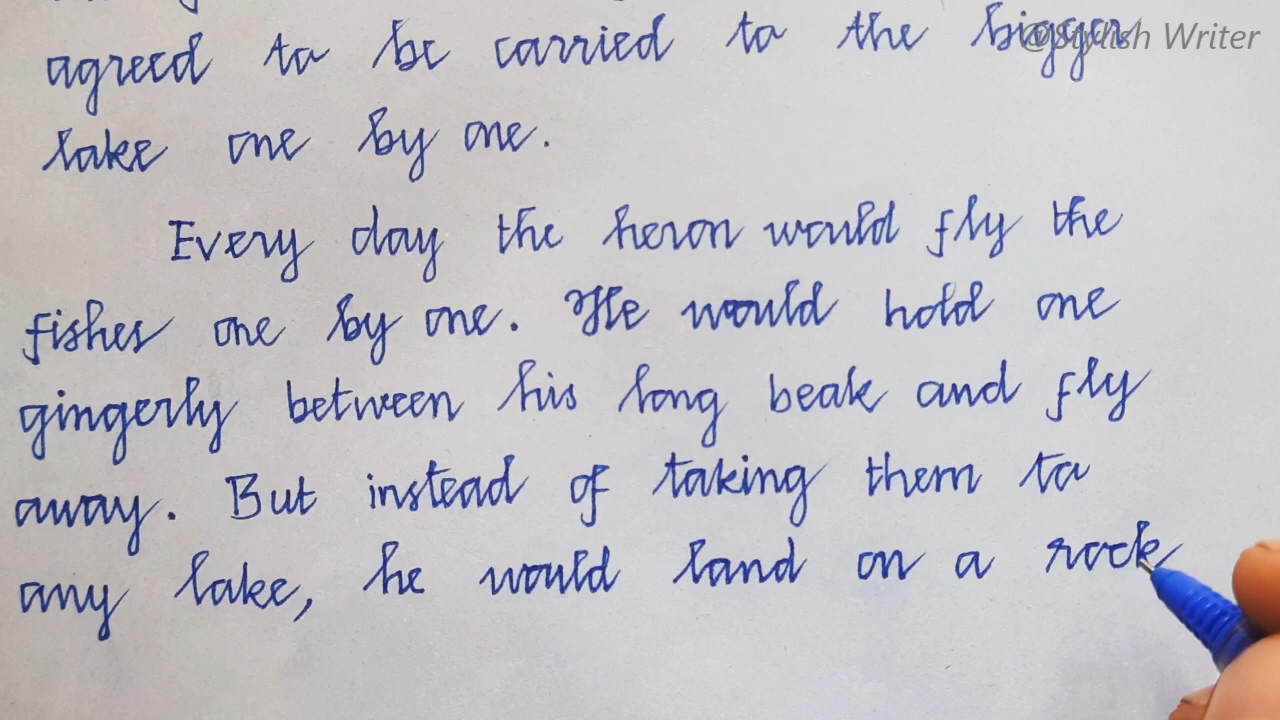 agreed to be carried to the bigger
@Stylish Writer
lake one by one.
Every day the heron would fly the
fishes one by one. He would hold one
gingerly between his long beak and fly
away. But instead of taking them to
any lake, he would land on a rock